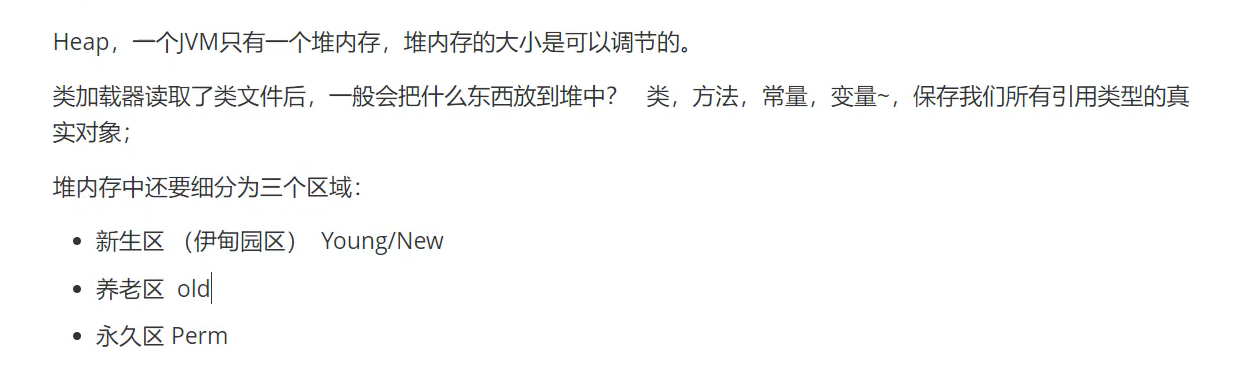 Heap，一个JVM只有一个堆内存，堆内存的大小是可以调节的。
类加载器读取了类文件后，一般会把什么东西放到堆中？ 类，方法，常量，变量~，保存我们所有引用类型的真
实对象；
堆内存中还要细分为三个区域：
• 新生区 （伊甸园区） Young/New
• 养老区 old
• 永久区 Perm